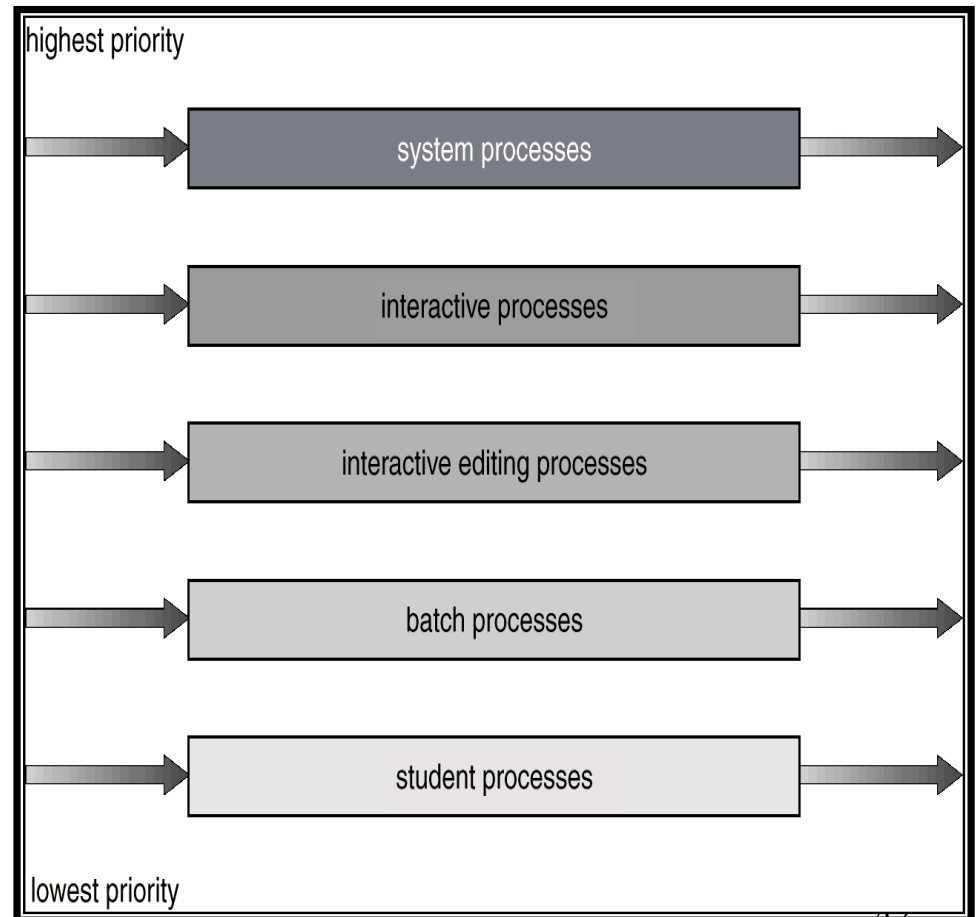 highest priority
system processes
interactive processes
interactive editing processes
batch processes
student processes
lowest priority